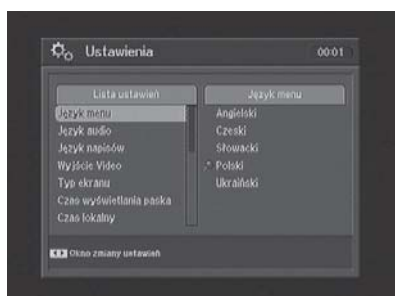 Ustawienia
00:01
Lista ustawień
Język menu
Język menu
Język audio
Język napisów
Wyjście Video
Typ ekranu
Czas wyświetlania paska
Czas lokalny
Angielski
Czeski
Słowacki
Polski
Ukraiński
Okno zmiany ustawień